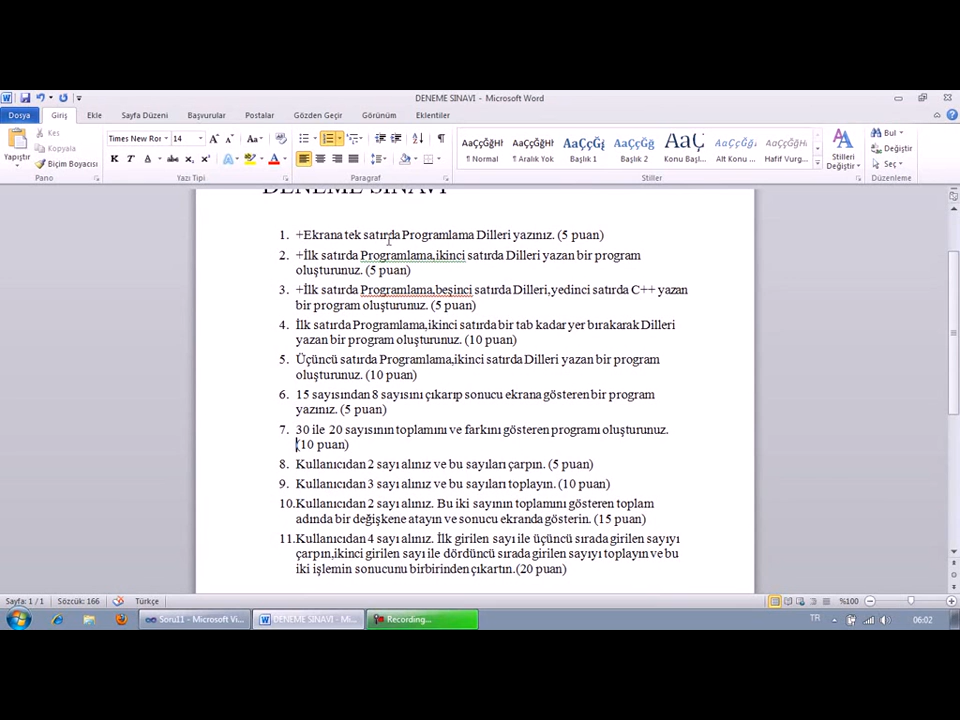 DENEME SINAVI - Microsoft Word
Dosya Giriş Ekle Sayfa Düzeni Başvurular Postalar Gözden Geçir Görünüm Eklentiler
Yapıştır
Kes
Kopyala
Biçim Boyacısı
Pano
Times New Ror 14
K T A abe x₂ x²
Yazı Tipi
Paragraf
AaÇçĞğH AaÇçĞğH AaÇçĞğ AaÇçĞğ AaÇ AaÇçĞğ AaÇçĞğH
¶ Normal ¶ Aralık Yok Başlık 1 Başlık 2 Konu Baş... Alt Konu ... Hafif Vurg...
Stilleri Değiştir
Stiller
Bul
Değiştir
Seç
Düzenleme
DENEME SINAVI
1. +Ekrana tek satırda Programlama Dilleri yazınız. (5 puan)
2. +İlk satırda Programlama,ikinci satırda Dilleri yazan bir program
oluşturunuz. (5 puan)
3. +İlk satırda Programlama,beşinci satırda Dilleri,yedinci satırda C++ yazan
bir program oluşturunuz. (5 puan)
4. İlk satırda Programlama,ikinci satırda bir tab kadar yer bırakarak Dilleri
yazan bir program oluşturunuz. (10 puan)
5. Üçüncü satırda Programlama,ikinci satırda Dilleri yazan bir program
oluşturunuz. (10 puan)
6. 15 sayısından 8 sayısını çıkarıp sonucu ekrana gösteren bir program
yazınız. (5 puan)
7. 30 ile 20 sayısının toplamını ve farkını gösteren programı oluşturunuz.
(10 puan)
8. Kullanıcıdan 2 sayı alınız ve bu sayıları çarpın. (5 puan)
9. Kullanıcıdan 3 sayı alınız ve bu sayıları toplayın. (10 puan)
10.Kullanıcıdan 2 sayı alınız. Bu iki sayının toplamını gösteren toplam
adında bir değişkene atayın ve sonucu ekranda gösterin. (15 puan)
11.Kullanıcıdan 4 sayı alınız. İlk girilen sayı ile üçüncü sırada girilen sayıyı
çarpın,ikinci girilen sayı ile dördüncü sırada girilen sayıyı toplayın ve bu
iki işlemin sonucunu birbirinden çıkartın.(20 puan)
Sayfa: 1 / 1 Sözcük: 166 Türkçe %100
Soru11 - Microsoft Vi... DENEME SINAVI - Mi... Recording... TR 06:02